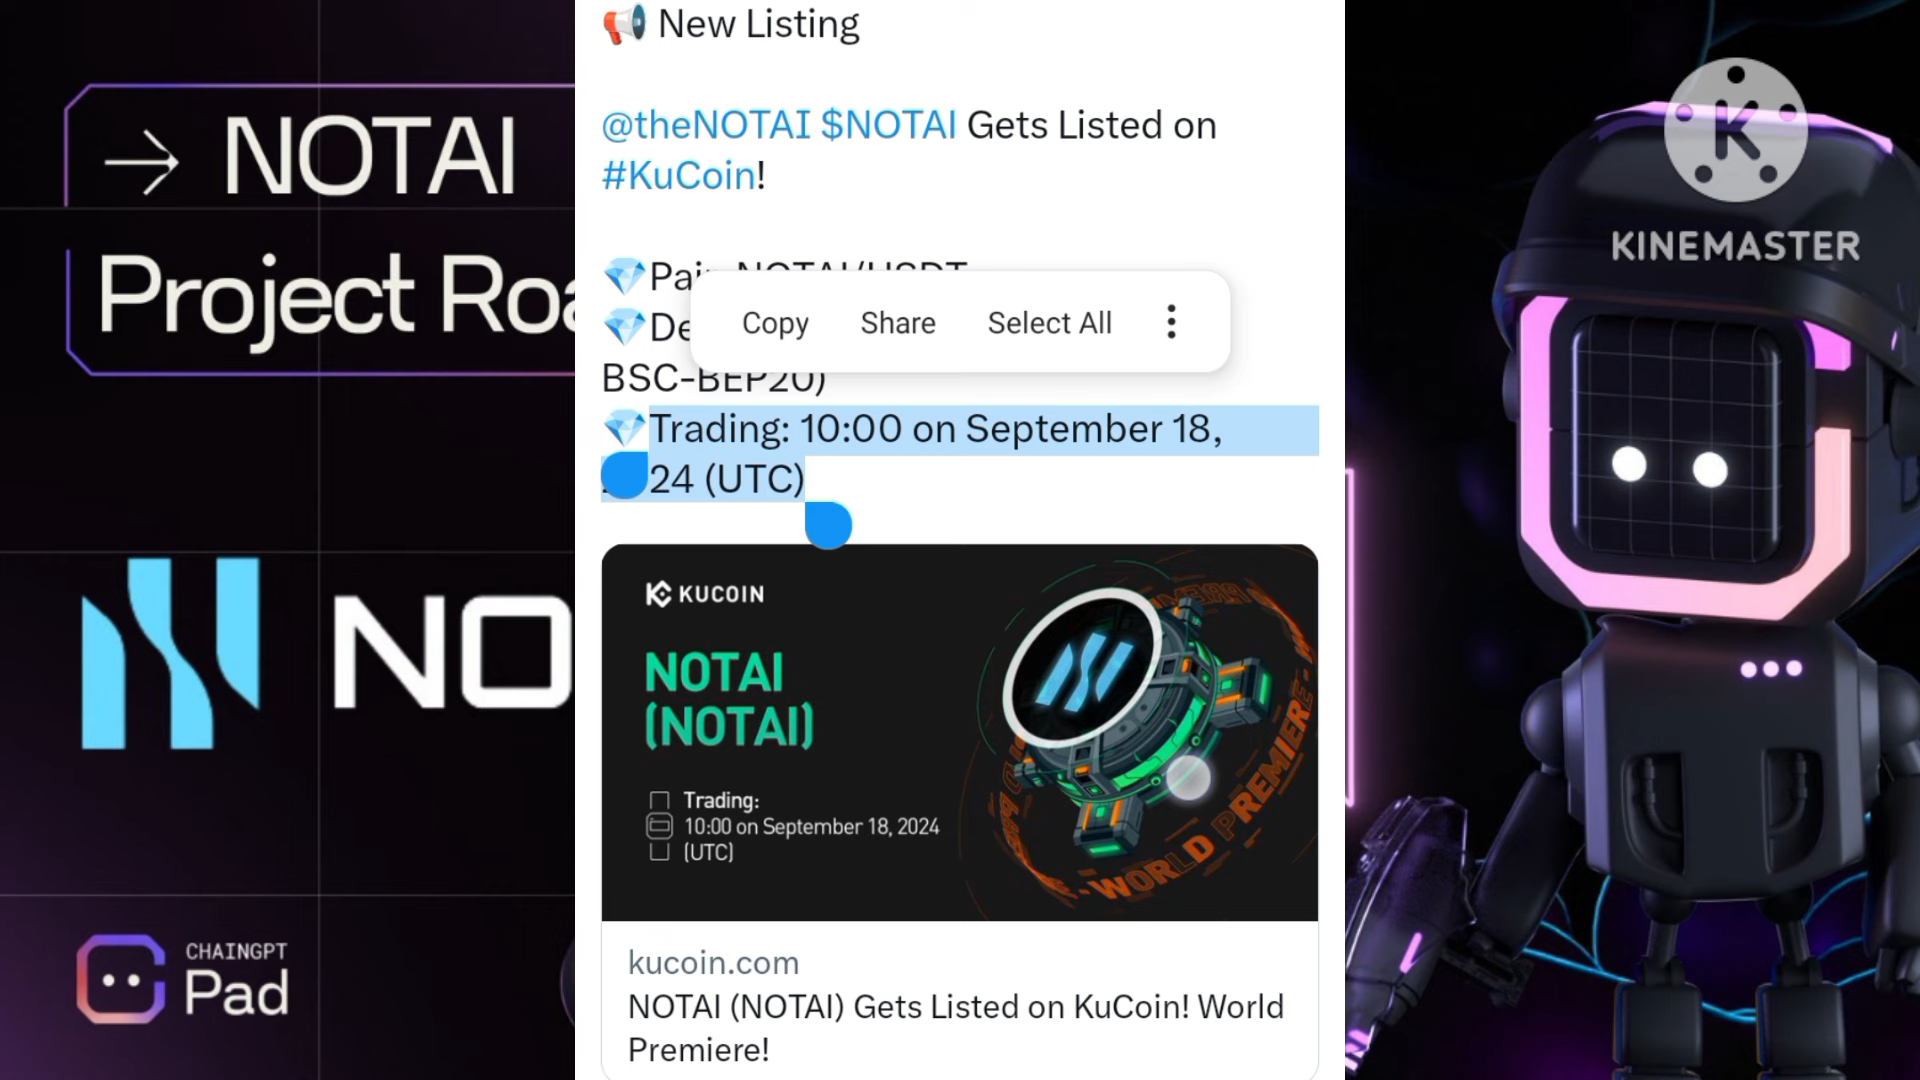 → NOTAI
Project Roa
NO
CHAINGPT
Pad
📢 New Listing
@theNOTAI $NOTAI Gets Listed on
#KuCoin!
BSC-BEP20)
💎Trading: 10:00 on September 18,
24 (UTC)
Copy Share Select All
KUCOIN
NOTAI
(NOTAI)
Trading:
10:00 on September 18, 2024
(UTC)
WORLD PREMIERE
kucoin.com
NOTAI (NOTAI) Gets Listed on KuCoin! World
Premiere!
K
KINEMASTER